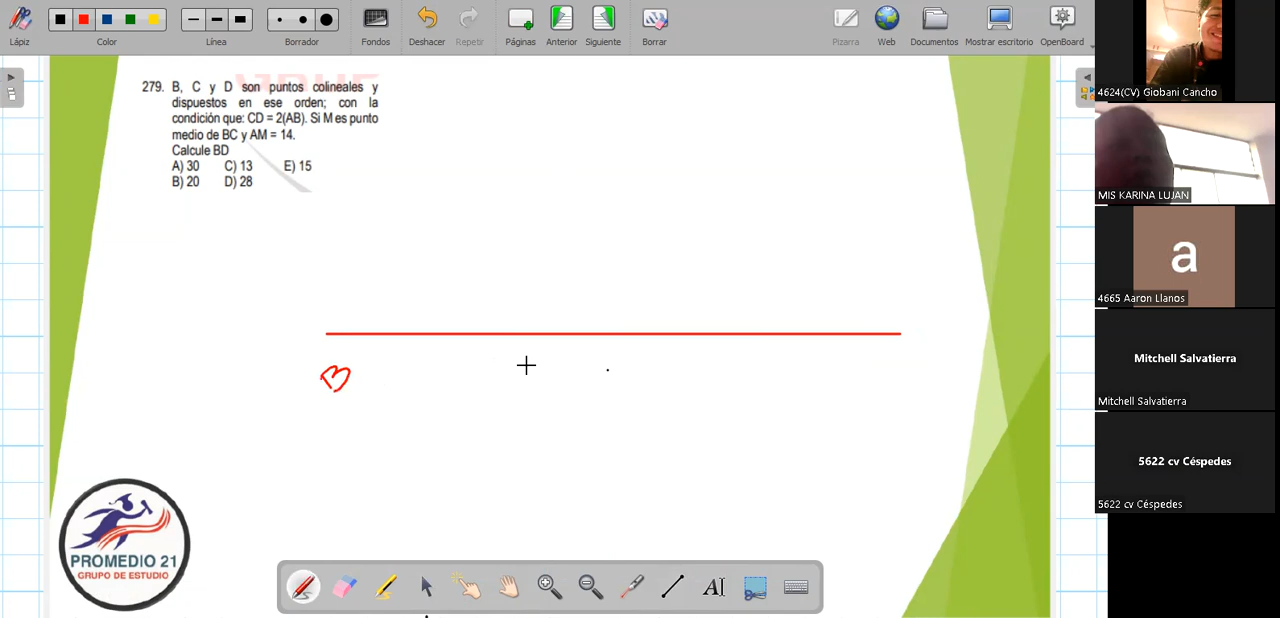 Lápiz
Color
Línea
Borrador
Fondos
Deshacer
Repetir
Páginas
Anterior
Siguiente
Borrar
Pizarra
Web
Documentos
Mostrar escritorio
OpenBoard
279. B, C y D son puntos colineales y
dispuestos en ese orden; con la
condición que: CD = 2(AB). Si M es punto
medio de BC y AM = 14.
Calcule BD
A) 30 C) 13 E) 15
B) 20 D) 28
B
PROMEDIO 21
GRUPO DE ESTUDIO
4624(CV) Giobani Cancho
MIS KARINA LUJAN
a
4665 Aaron Llanos
Mitchell Salvatierra
Mitchell Salvatierra
5622 cv Céspedes
5622 cv Céspedes